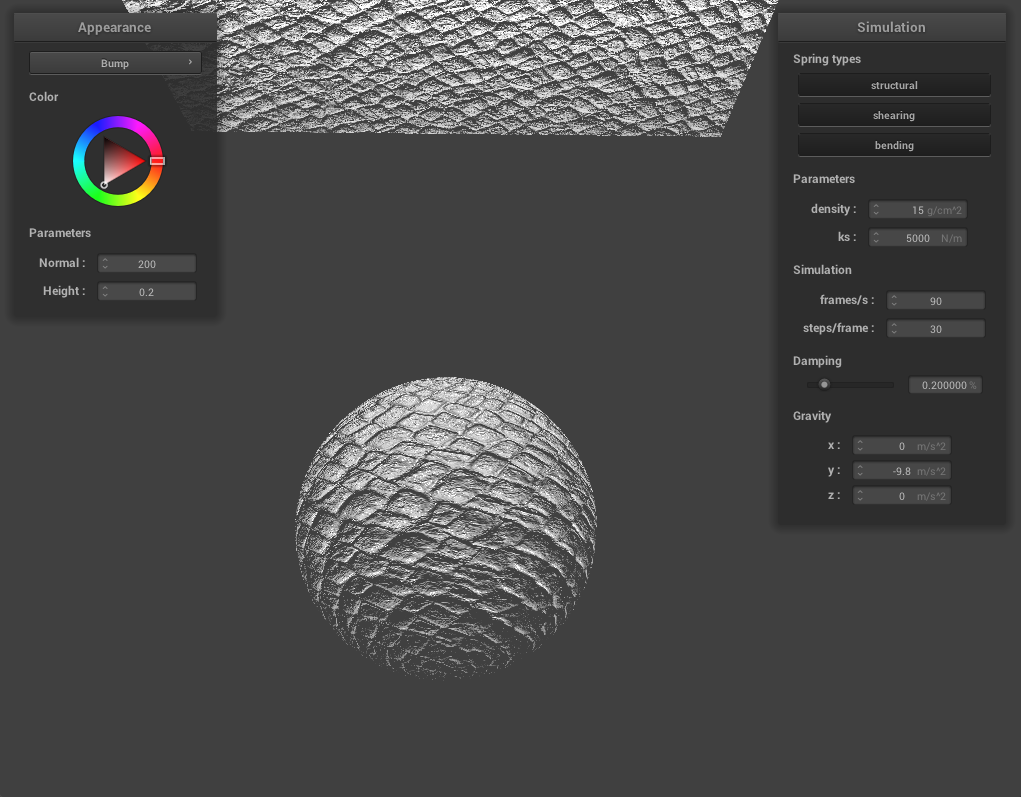 Appearance
Bump
Color
Parameters
Normal : 200
Height : 0.2
Simulation
Spring types
structural
shearing
bending
Parameters
density : 15 g/cm^2
ks : 5000 N/m
Simulation
frames/s : 90
steps/frame : 30
Damping
0.200000 %
Gravity
x : 0 m/s^2
y : -9.8 m/s^2
z : 0 m/s^2